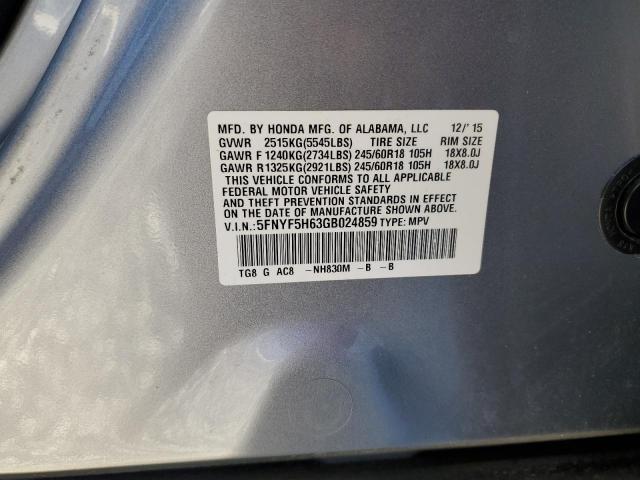 MFD. BY HONDA MFG. OF ALABAMA, LLC 12/'15
GVWR 2515KG(5545LBS) TIRE SIZE RIM SIZE
GAWR F 1240KG(2734LBS) 245/60R18 105H 18X8.0J
GAWR R 1325KG(2921LBS) 245/60R18 105H 18X8.0J
THIS VEHICLE CONFORMS TO ALL APPLICABLE
FEDERAL MOTOR VEHICLE SAFETY
AND THEFT PREVENTION STANDARDS IN EFFECT
ON THE DATE OF MANUFACTURE SHOWN ABOVE.
V.I.N.: 5FNYF5H63GB024859 TYPE: MPV
TG8 G AC8 -NH830M -B -B